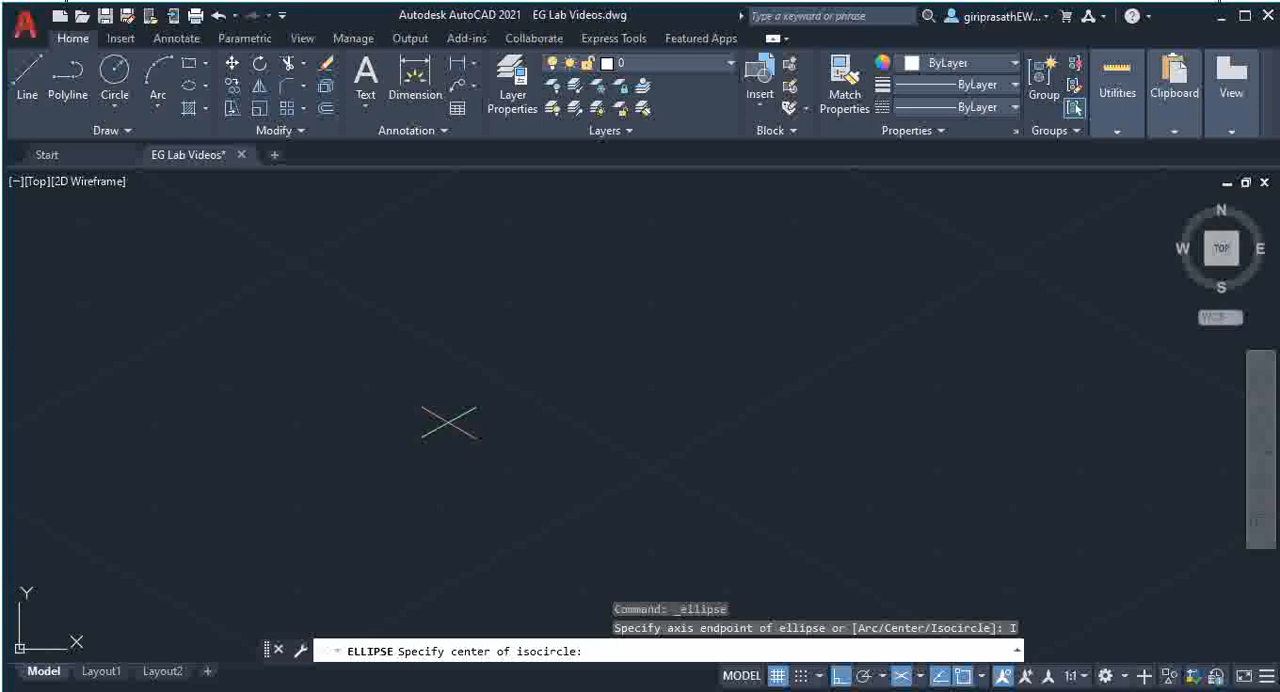 Autodesk AutoCAD 2021 EG Lab Videos.dwg
Type a keyword or phrase
giriprasathEW...
Home Insert Annotate Parametric View Manage Output Add-ins Collaborate Express Tools Featured Apps
0
ByLayer
ByLayer
ByLayer
Line Polyline Circle Arc Text Dimension Layer Properties Insert Match Properties Group Utilities Clipboard View
Draw Modify Annotation Layers Block Properties Groups
Start EG Lab Videos* +
[−][Top][2D Wireframe]
N
W TOP E
S
Y
X
Command: _ellipse
Specify axis endpoint of ellipse or [Arc/Center/Isocircle]: I
ELLIPSE Specify center of isocircle:
Model Layout1 Layout2 +
MODEL 1:1